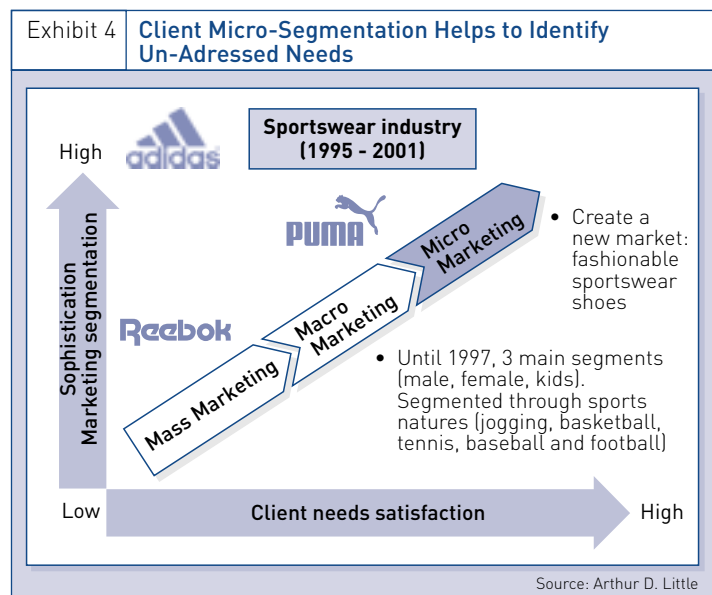 Exhibit 4
Client Micro-Segmentation Helps to Identify
Un-Adressed Needs
adidas
Sportswear industry
(1995 - 2001)
High
PUMA
Reebok
Sophistication
Marketing segmentation
Mass Marketing
Macro
Marketing
Micro
Marketing
• Create a
new market:
fashionable
sportswear
shoes
• Until 1997, 3 main segments
(male, female, kids).
Segmented through sports
natures (jogging, basketball,
tennis, baseball and football)
Low
Client needs satisfaction
High
Source: Arthur D. Little